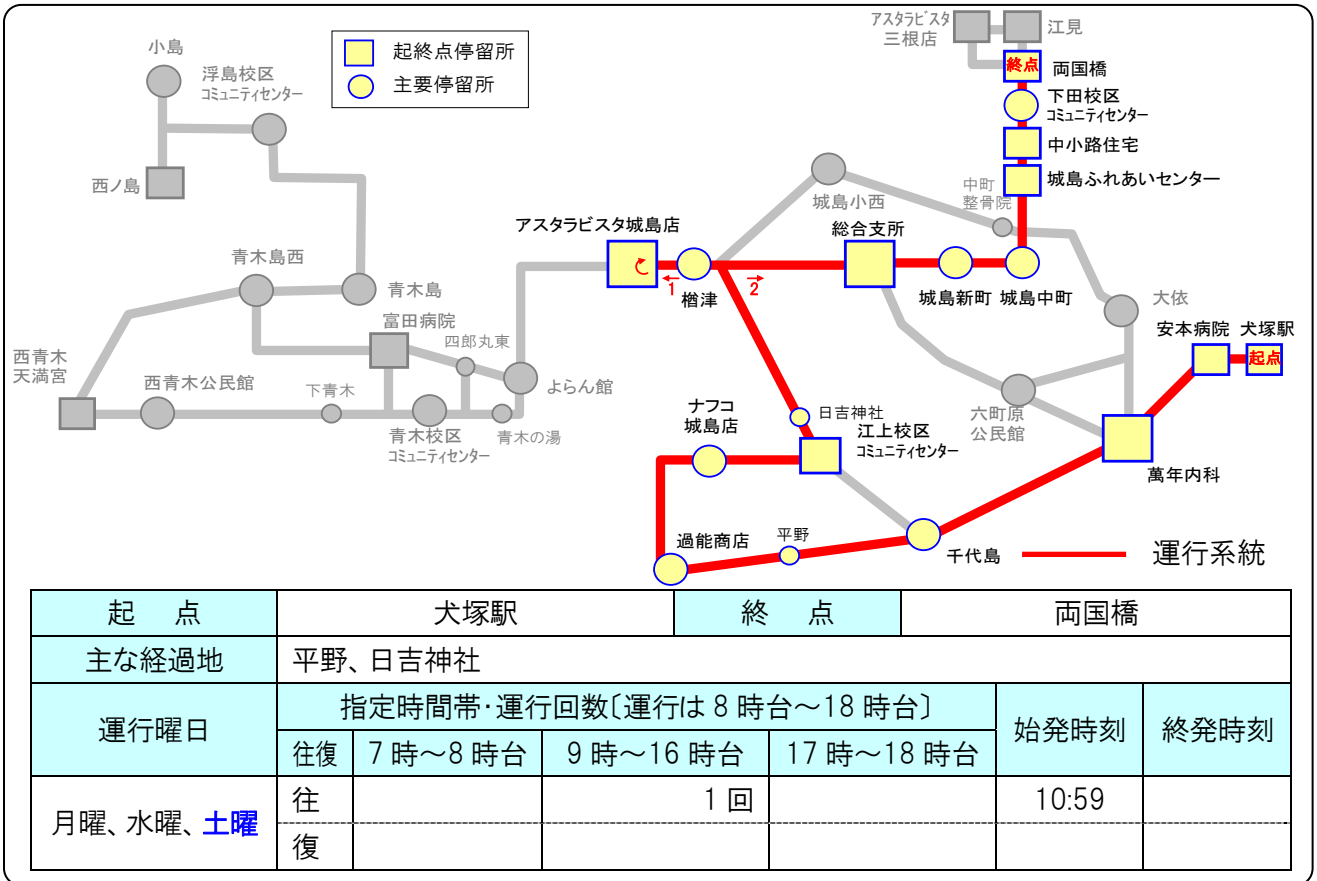 アスタラビスタ
三根店
江見
終点
両国橋
下田校区
コミュニティセンター
中小路住宅
城島ふれあいセンター
起終点停留所
主要停留所
小島
浮島校区
コミュニティセンター
西ノ島
中町
整骨院
城島小西
アスタラビスタ城島店
総合支所
青木島西
青木島
1
楢津
2
城島新町
城島中町
大依
富田病院
四郎丸東
安本病院
犬塚駅
起点
西青木
天満宮
西青木公民館
下青木
よらん館
青木校区
コミュニティセンター
青木の湯
ナフコ
城島店
日吉神社
江上校区
コミュニティセンター
六町原
公民館
萬年内科
過能商店
平野
千代島
運行系統
起 点
犬塚駅
終 点
両国橋
主な経過地
平野、日吉神社
運行曜日
指定時間帯・運行回数〔運行は8時台～18時台〕
始発時刻
終発時刻
往復
7時～8時台
9時～16時台
17時～18時台
月曜、水曜、土曜
往
1回
10:59
復